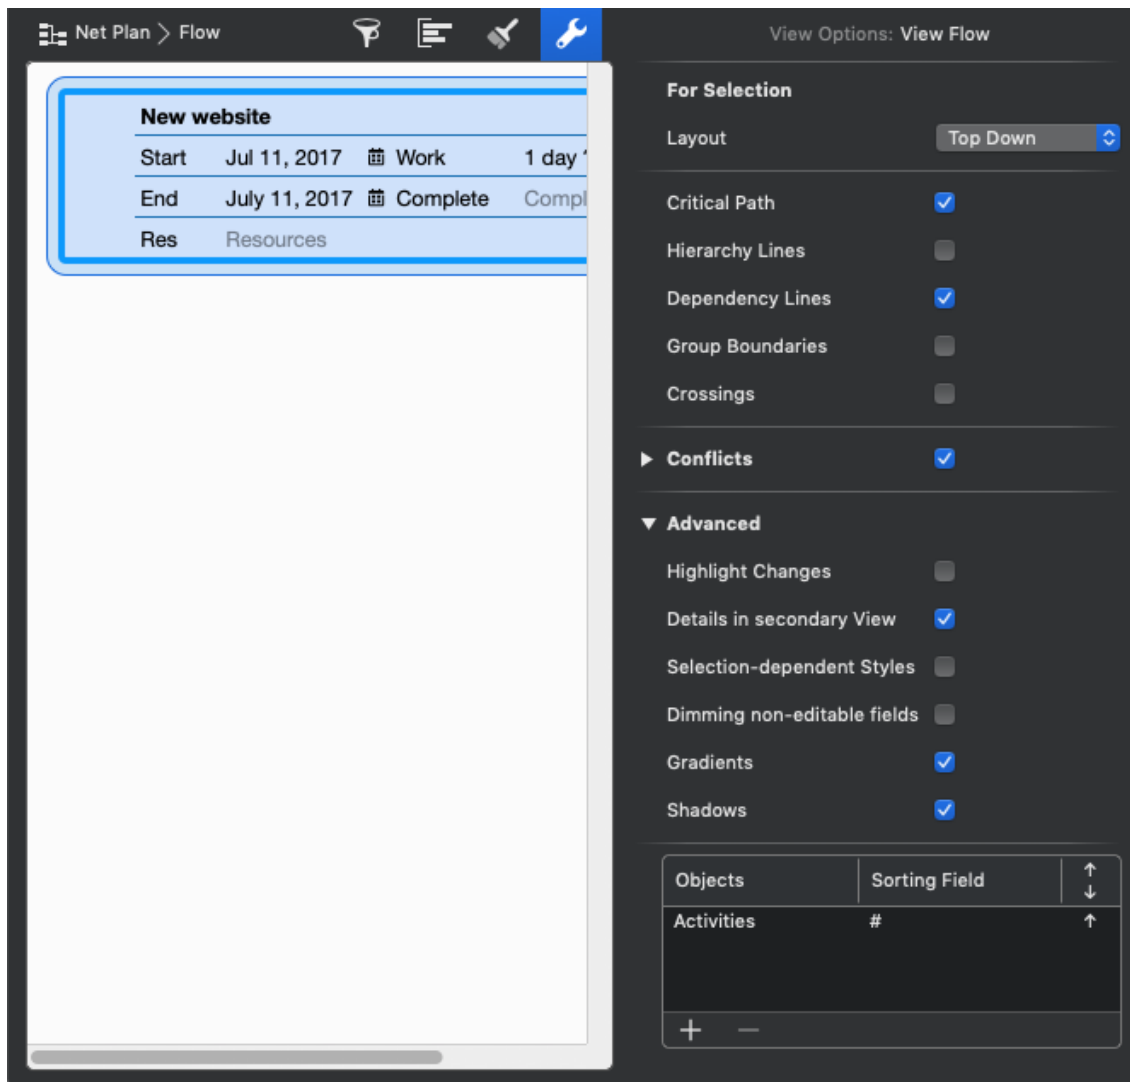 Net Plan > Flow
New website
Start Jul 11, 2017 Work 1 day
End July 11, 2017 Complete Compl
Res Resources
View Options: View Flow
For Selection
Layout Top Down
Critical Path
Hierarchy Lines
Dependency Lines
Group Boundaries
Crossings
Conflicts
Advanced
Highlight Changes
Details in secondary View
Selection-dependent Styles
Dimming non-editable fields
Gradients
Shadows
Objects Sorting Field ↑↓
Activities # ↑
+ −